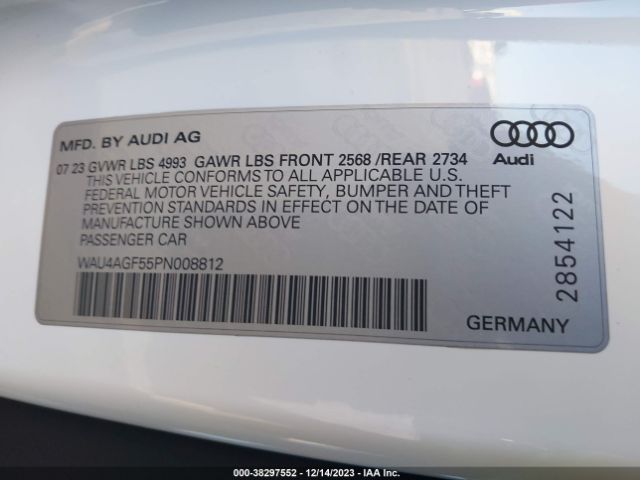 MFD. BY AUDI AG
07 23 GVWR LBS 4993 GAWR LBS FRONT 2568 /REAR 2734
THIS VEHICLE CONFORMS TO ALL APPLICABLE U.S.
FEDERAL MOTOR VEHICLE SAFETY, BUMPER AND THEFT
PREVENTION STANDARDS IN EFFECT ON THE DATE OF
MANUFACTURE SHOWN ABOVE
PASSENGER CAR
WAU4AGF55PN008812
Audi
2854122
GERMANY
000-38297552 - 12/14/2023 - IAA Inc.